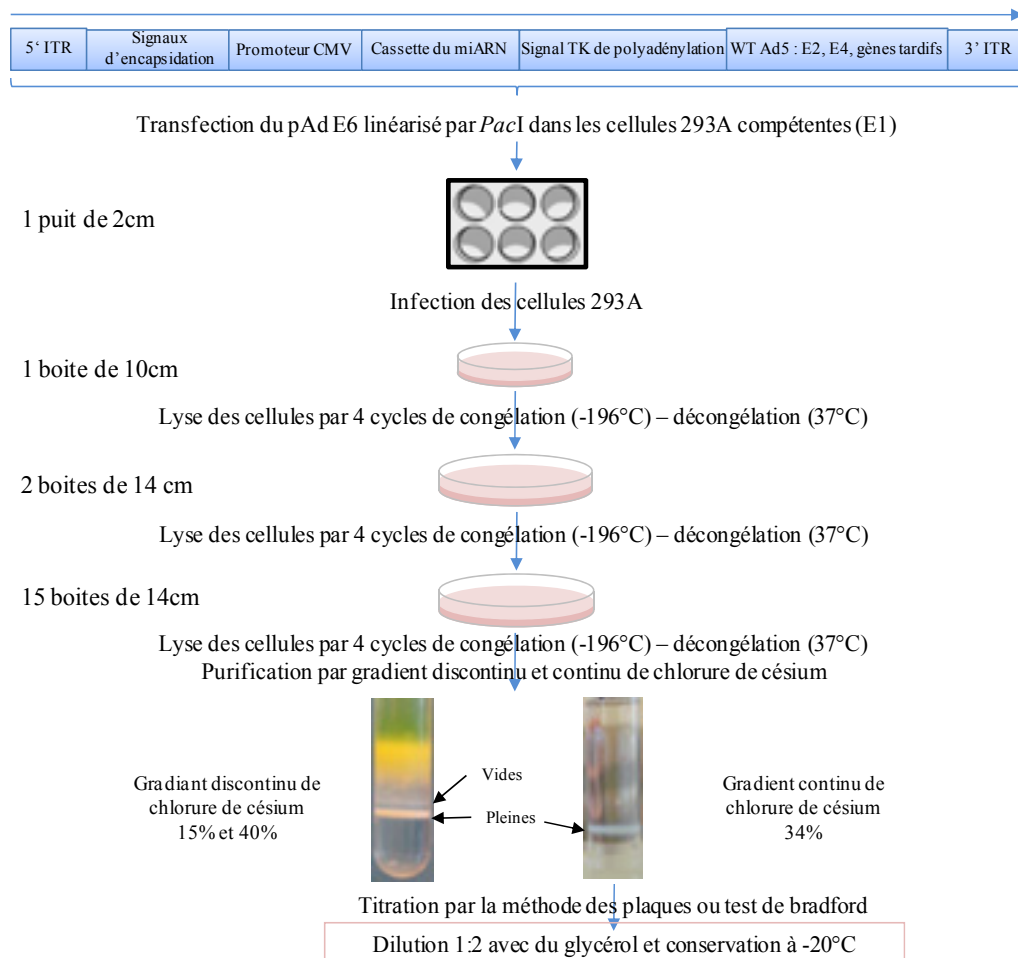 5‘ ITR
Signaux
d’encapsidation
Promoteur CMV
Cassette du miARN
Signal TK de polyadénylation
WT Ad5 : E2, E4, gènes tardifs
3’ ITR
Transfection du pAd E6 linéarisé par PacI dans les cellules 293A compétentes (E1)
1 puit de 2cm
Infection des cellules 293A
1 boite de 10cm
Lyse des cellules par 4 cycles de congélation (-196°C) – décongélation (37°C)
2 boites de 14 cm
Lyse des cellules par 4 cycles de congélation (-196°C) – décongélation (37°C)
15 boites de 14cm
Lyse des cellules par 4 cycles de congélation (-196°C) – décongélation (37°C)
Purification par gradient discontinu et continu de chlorure de césium
Gradiant discontinu de
chlorure de césium
15% et 40%
Vides
Pleines
Gradient continu de
chlorure de césium
34%
Titration par la méthode des plaques ou test de bradford
Dilution 1:2 avec du glycérol et conservation à -20°C